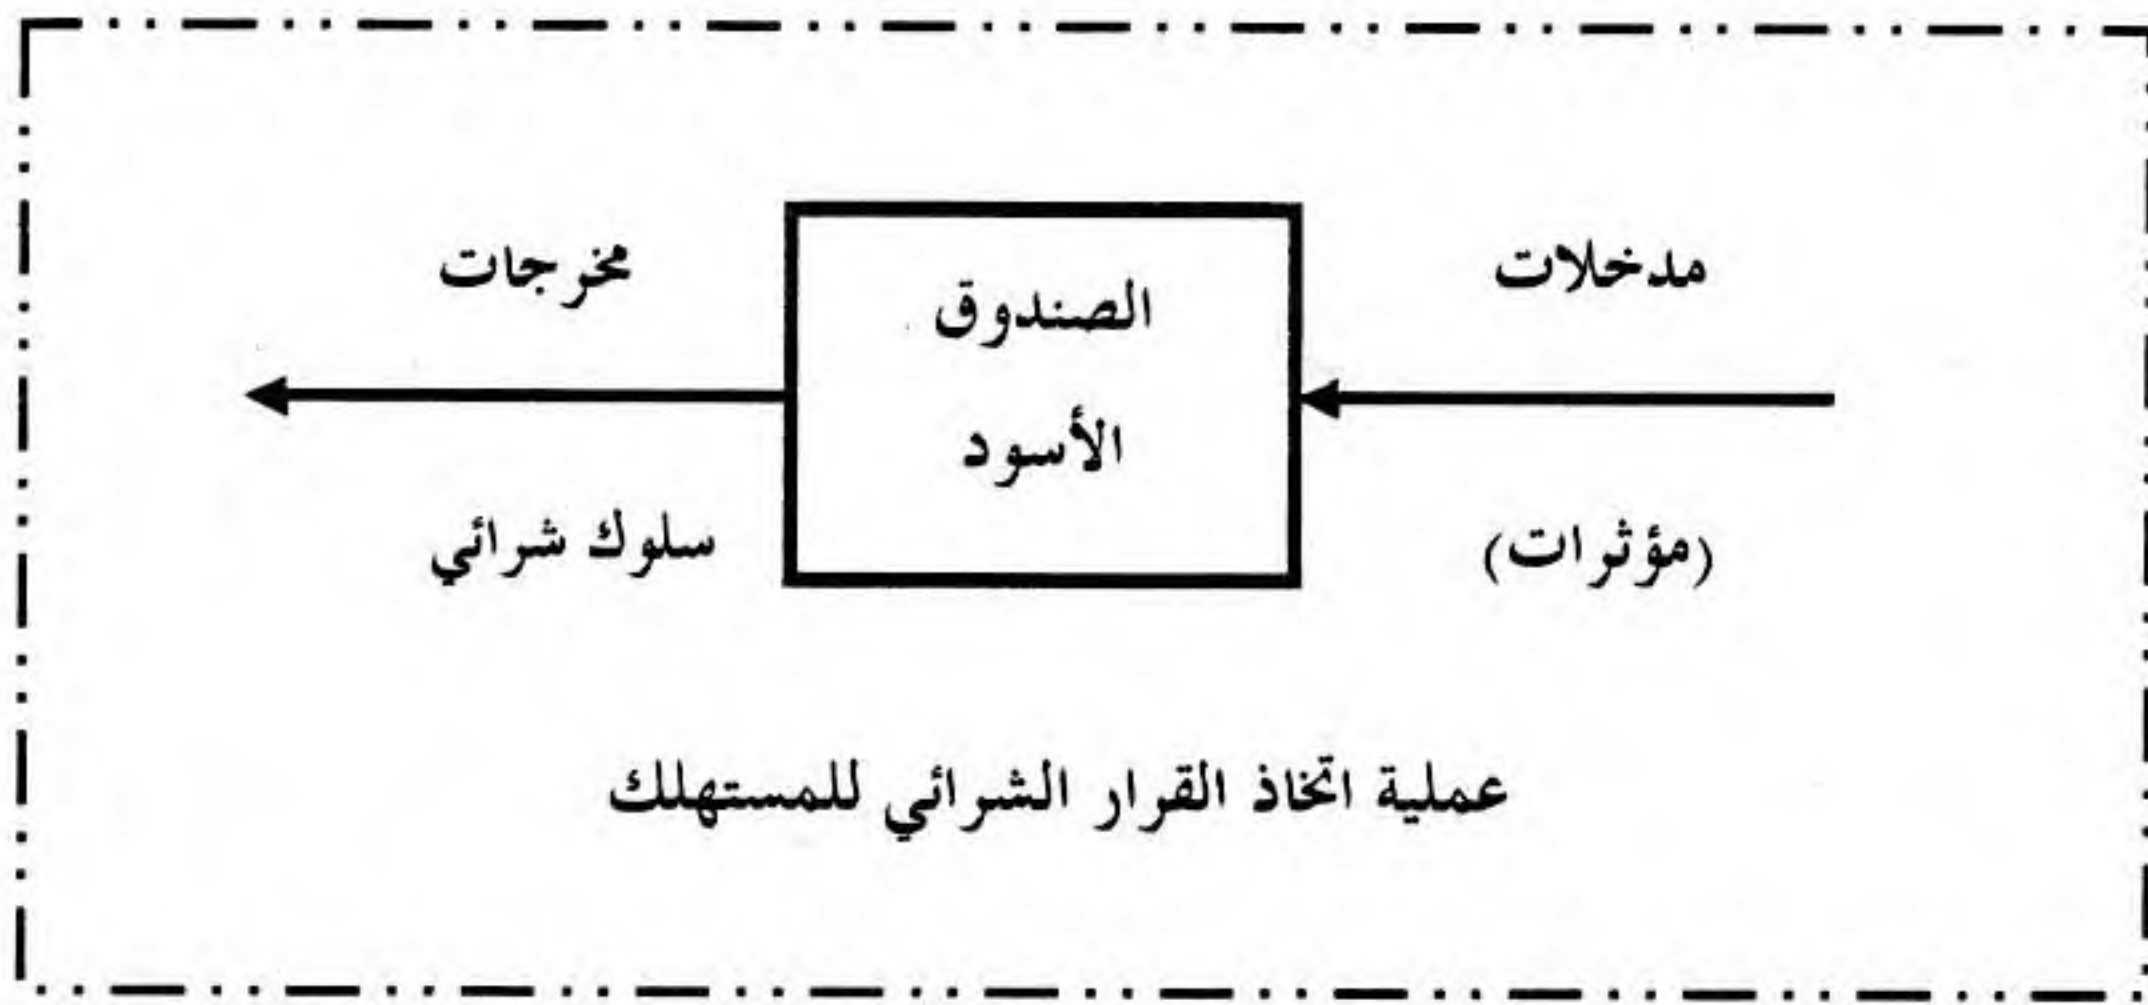 مدخلات
(مؤثرات)
الصندوق
الأسود
مخرجات
سلوك شرائي
عملية اتخاذ القرار الشرائي للمستهلك